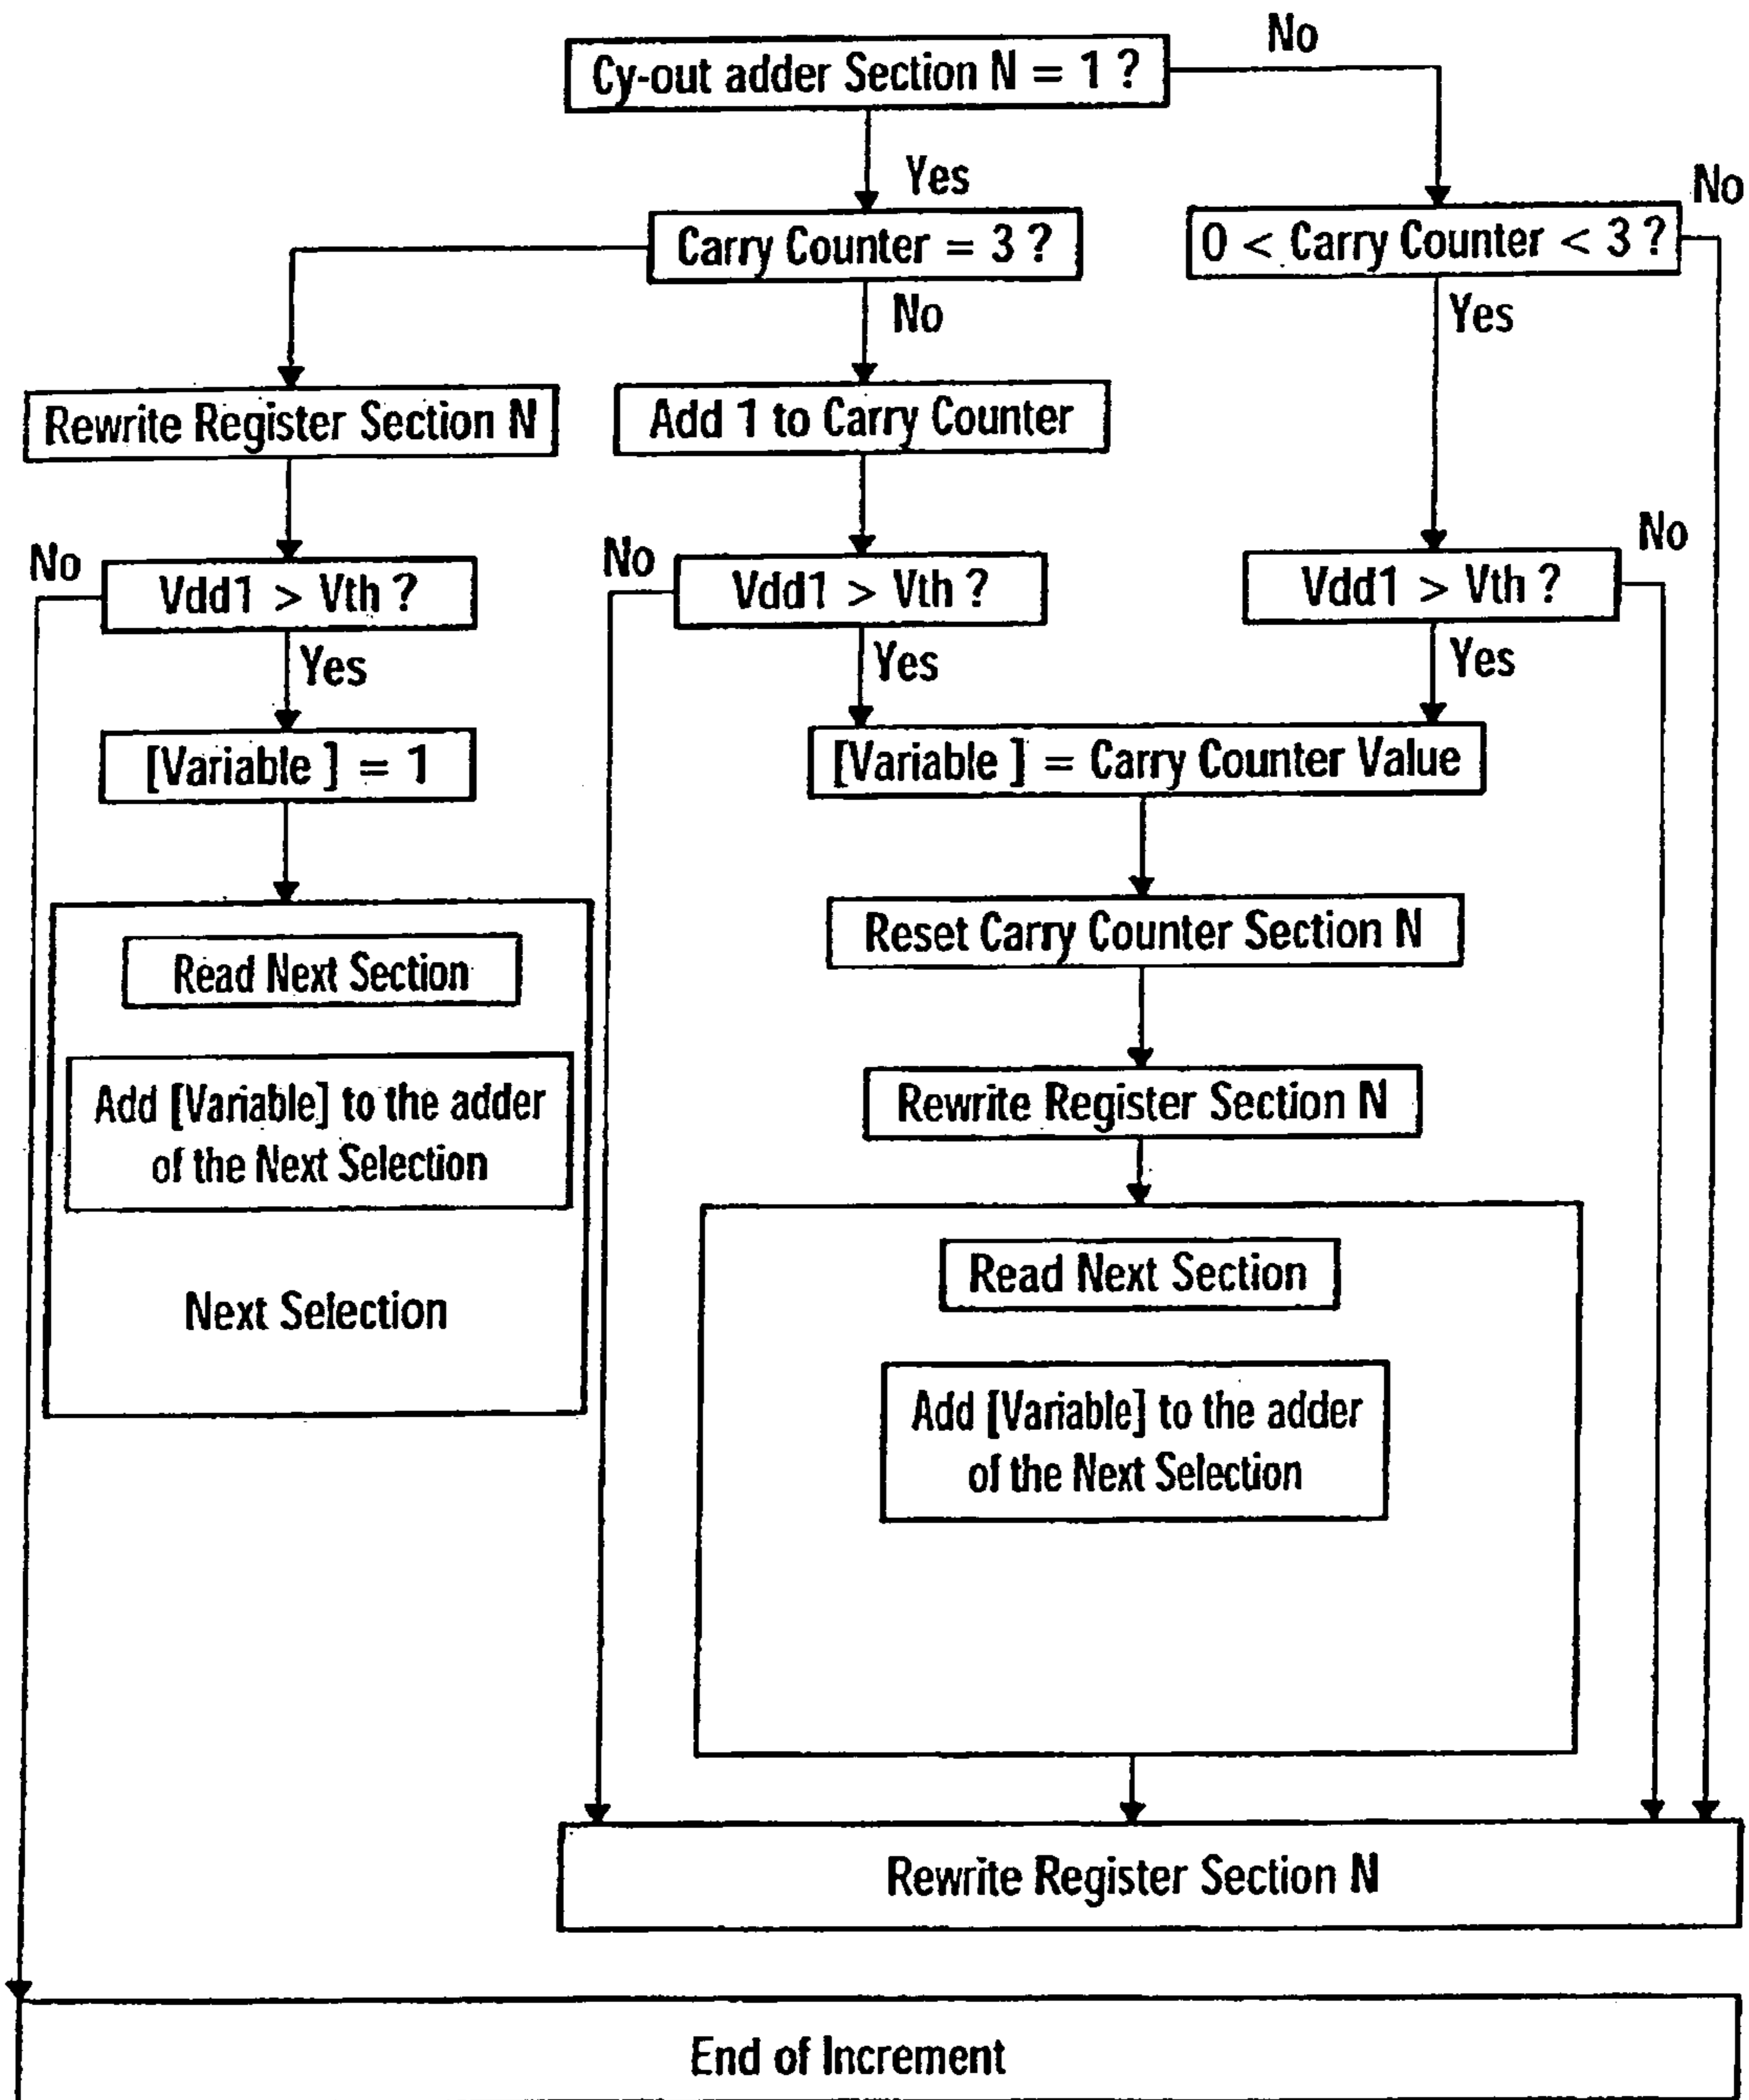 No
Cy-out adder Section N = 1 ?
Yes
No
Carry Counter = 3 ?
0 < Carry Counter < 3 ?
No
Yes
Rewrite Register Section N
Add 1 to Carry Counter
No
No
No
Vdd1 > Vth ?
Vdd1 > Vth ?
Vdd1 > Vth ?
Yes
Yes
Yes
[Variable ] = 1
[Variable ] = Carry Counter Value
Reset Carry Counter Section N
Read Next Section
Rewrite Register Section N
Add [Variable] to the adder
of the Next Selection
Next Selection
Read Next Section
Add [Variable] to the adder
of the Next Selection
Rewrite Register Section N
End of Increment